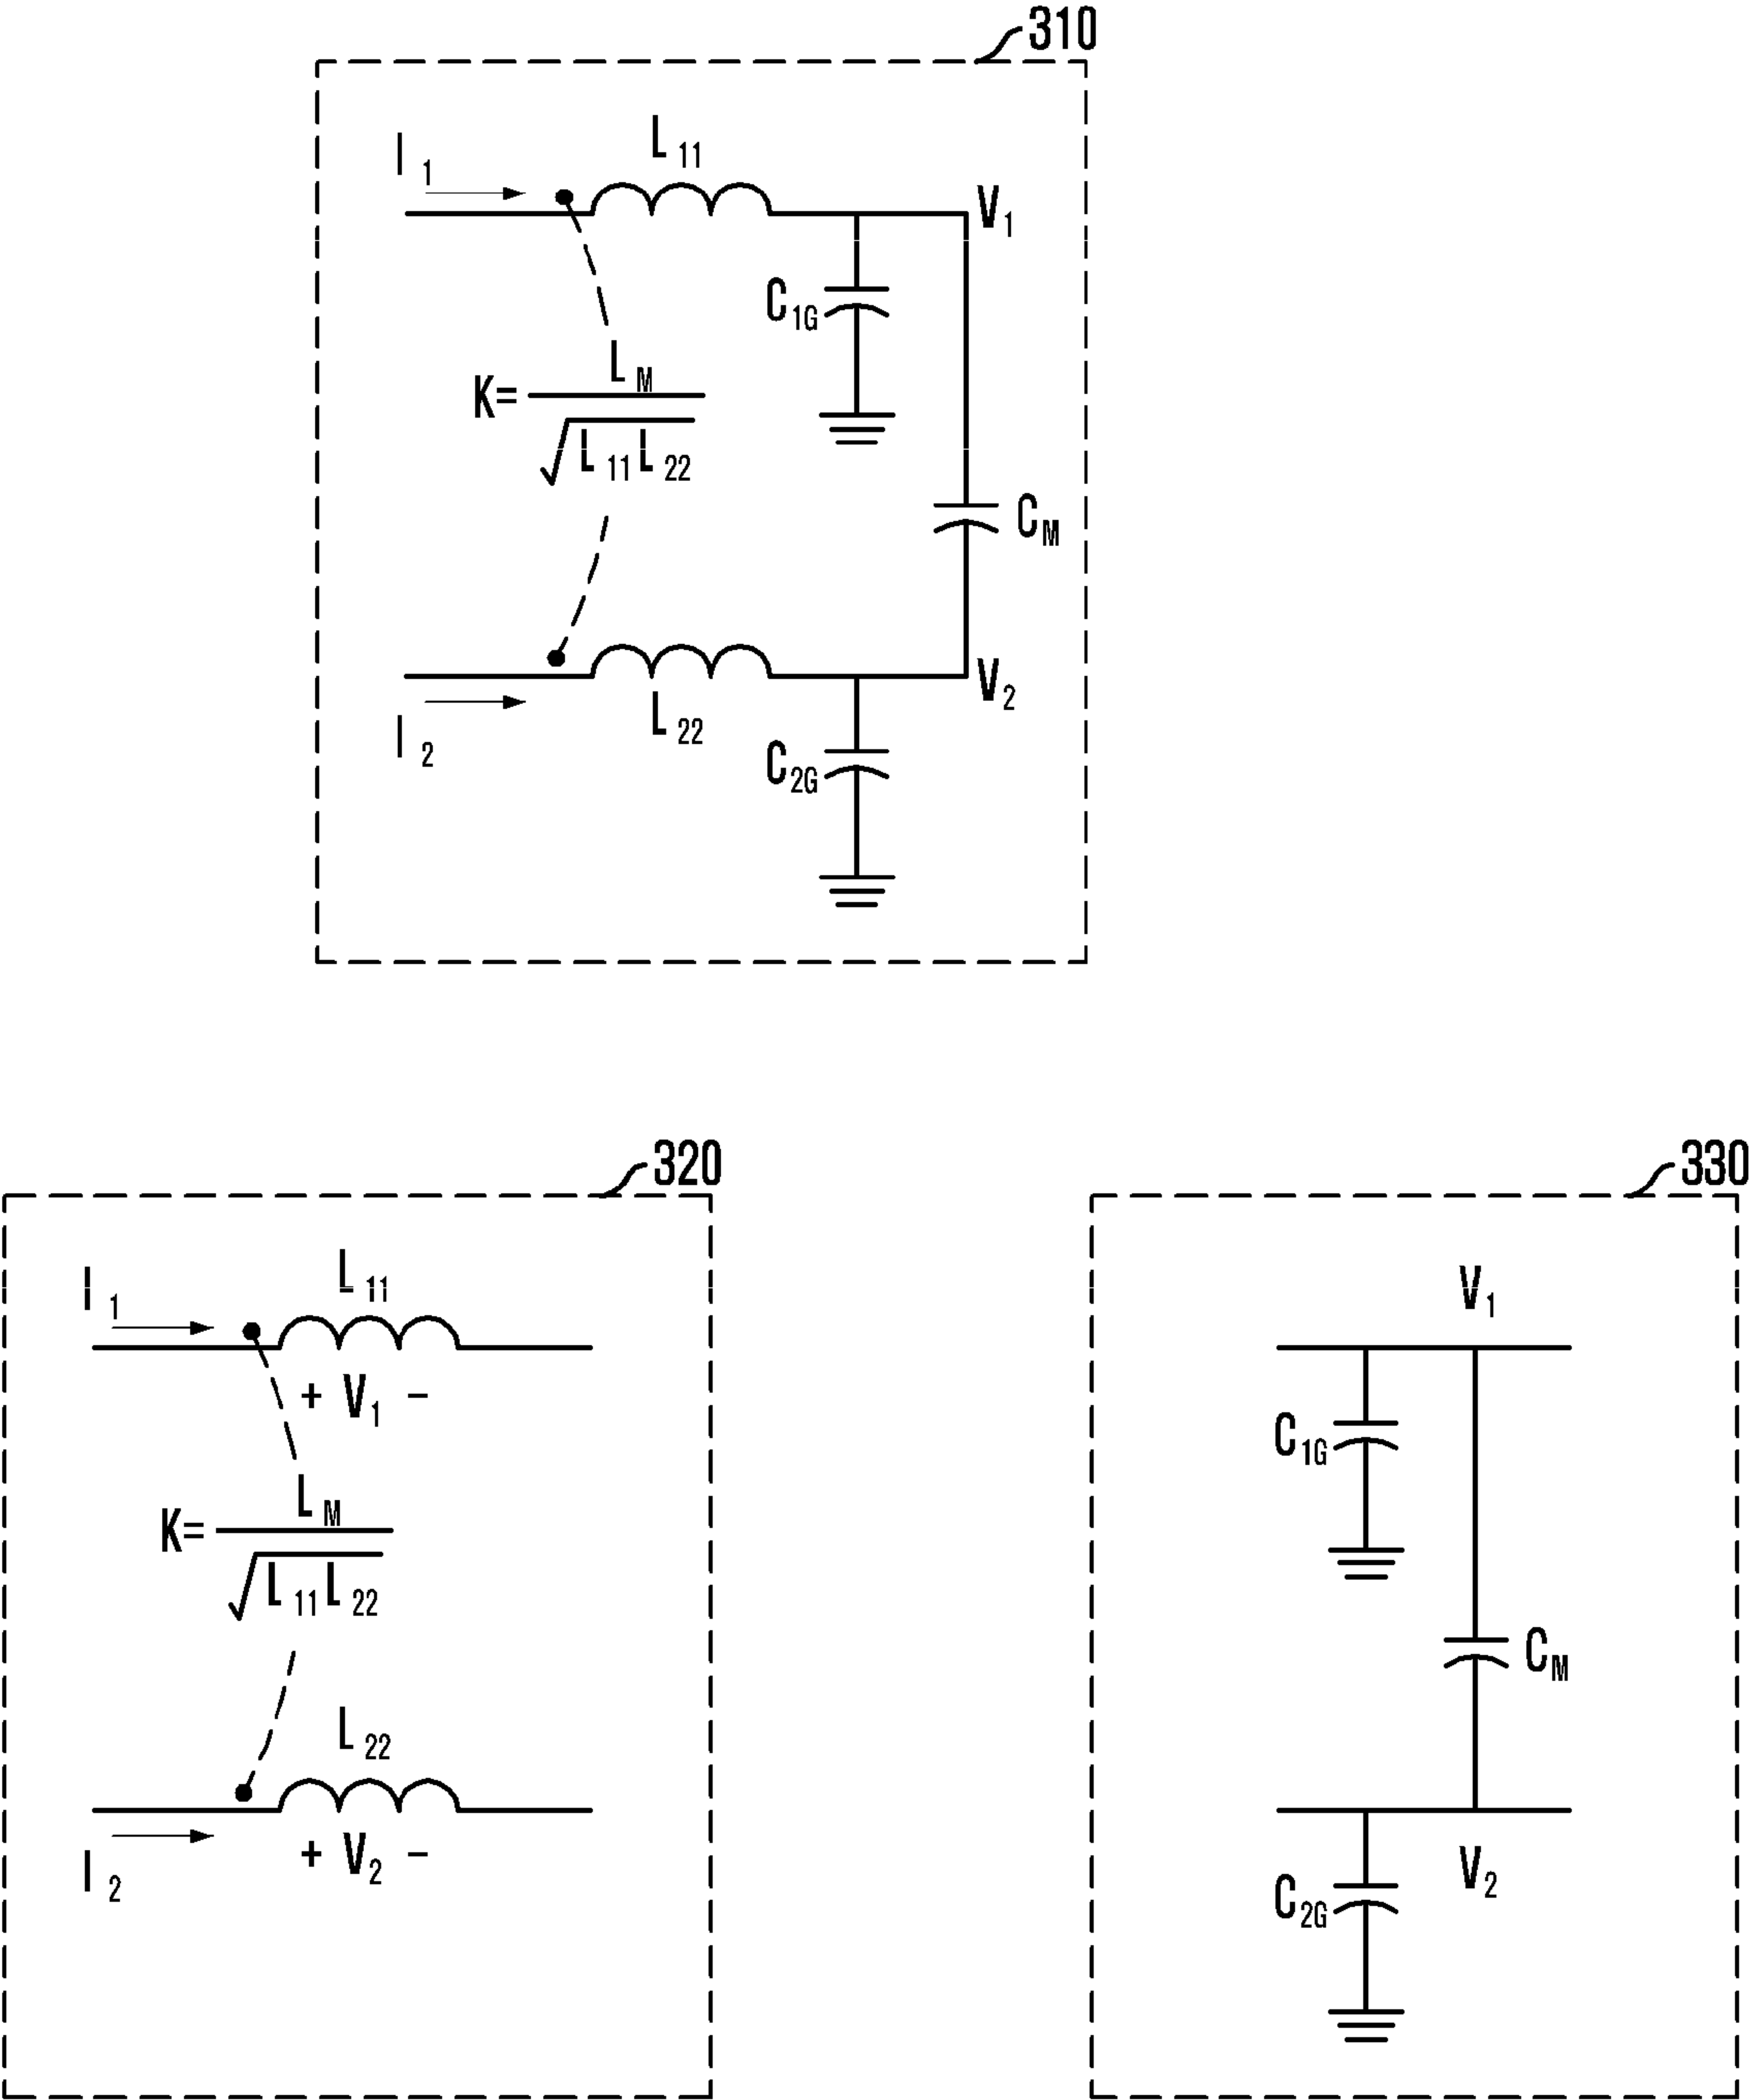 310
I1
L11
V1
C1G
K=LM/√L11L22
CM
V2
I2
L22
C2G
320
I1
L11
+ V1 -
K=LM/√L11L22
L22
+ V2 -
I2
330
V1
C1G
CM
V2
C2G